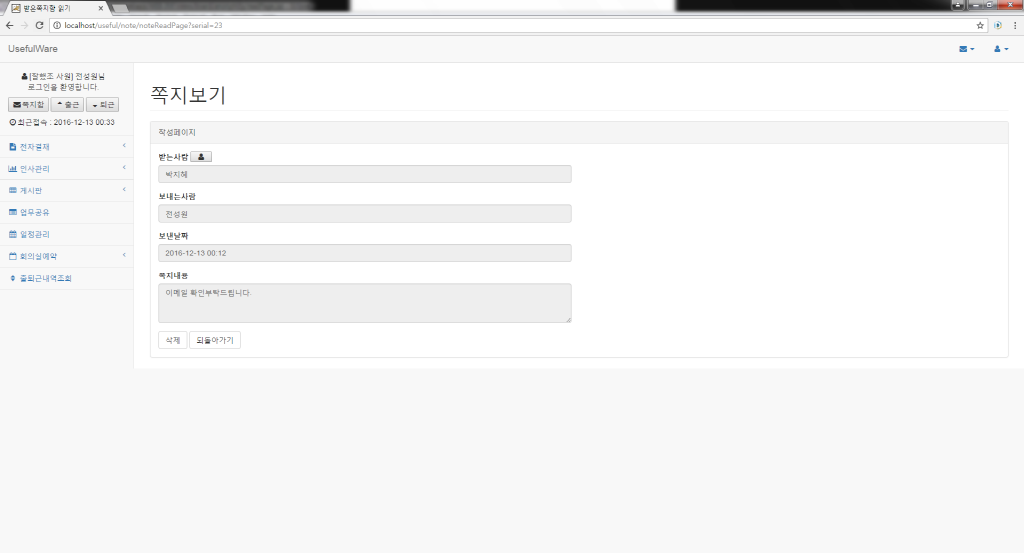 받은쪽지함 읽기
localhost/useful/note/noteReadPage?serial=23
UsefulWare
[잘했조 사원] 전성원님
로그인을 환영합니다.
쪽지함 출근 퇴근
최근접속 : 2016-12-13 00:33
전자결재
인사관리
게시판
업무공유
일정관리
회의실예약
출퇴근내역조회
쪽지보기
작성페이지
받는사람
박지혜
보내는사람
전성원
보낸날짜
2016-12-13 00:12
쪽지내용
이메일 확인부탁드립니다.
삭제 되돌아가기